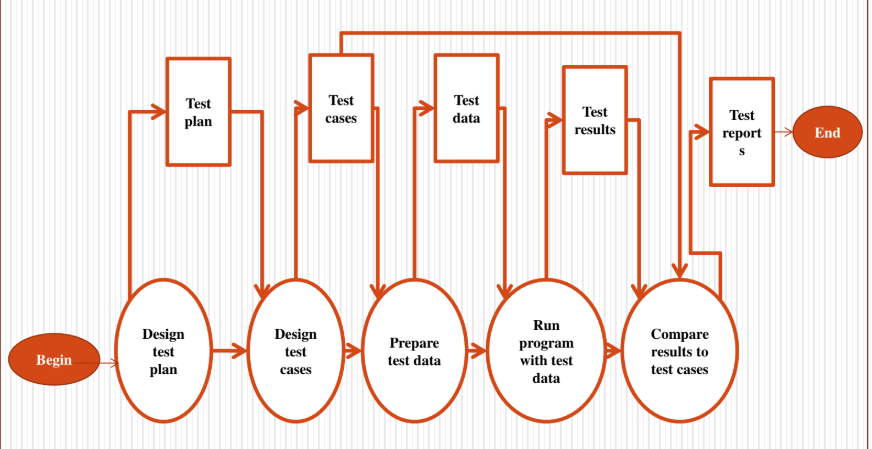 Test
plan
Test
cases
Test
data
Test
results
Test
report
s
End
Begin
Design
test
plan
Design
test
cases
Prepare
test data
Run
program
with test
data
Compare
results to
test cases